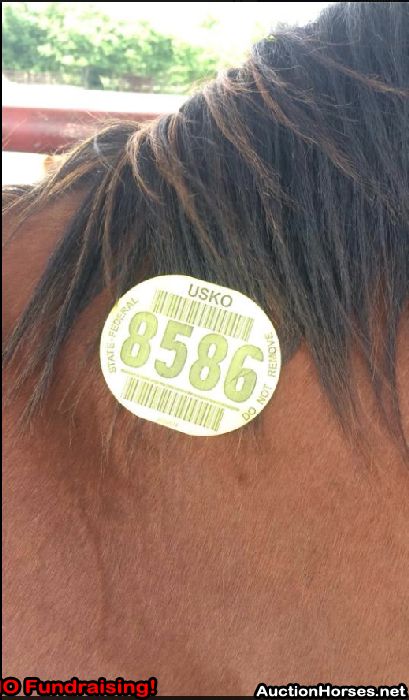 USKO
STATE-FEDERAL
8586
DO NOT REMOVE
O Fundraising!
AuctionHorses.net